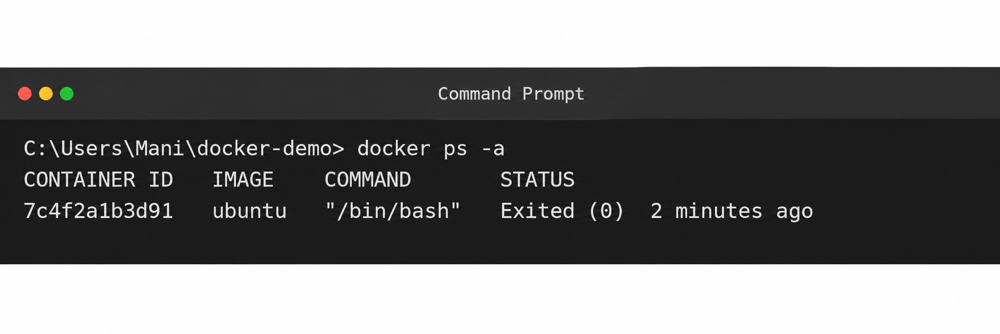 Command Prompt
C:\Users\Mani\docker-demo> docker ps -a
CONTAINER ID   IMAGE    COMMAND       STATUS
7c4f2a1b3d91   ubuntu   "/bin/bash"   Exited (0)  2 minutes ago